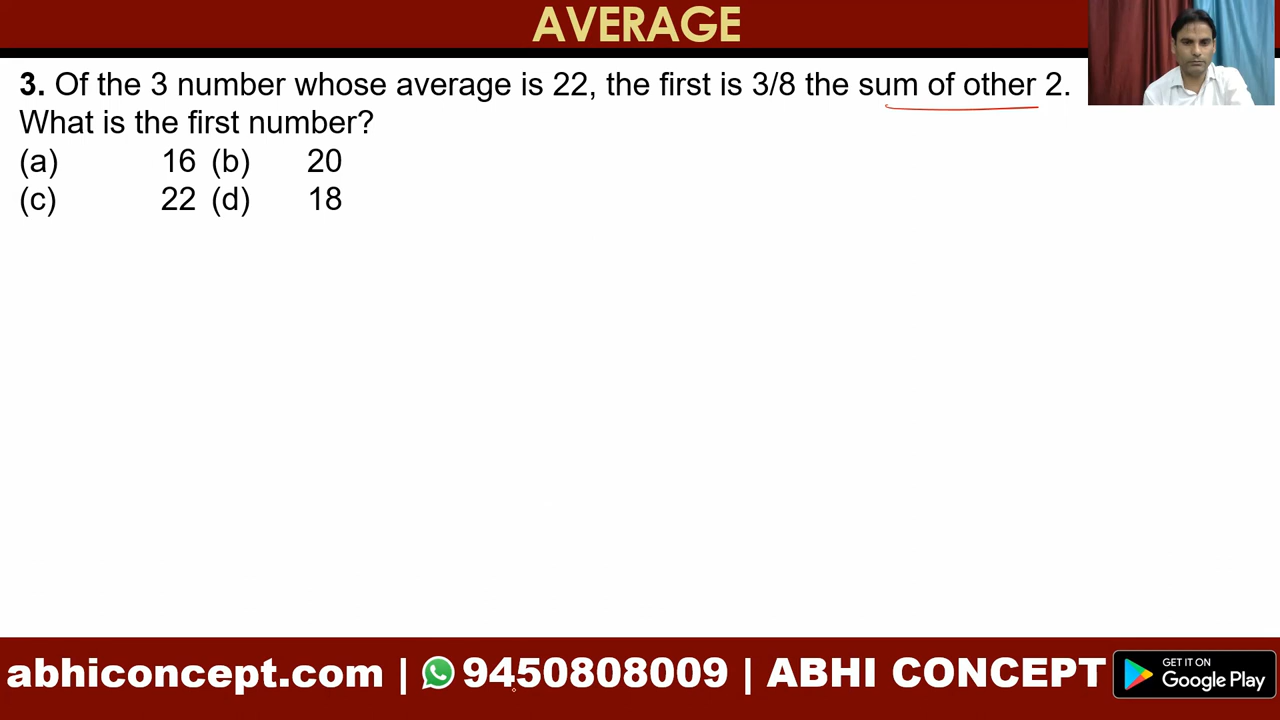 AVERAGE
3. Of the 3 number whose average is 22, the first is 3/8 the sum of other 2.
What is the first number?
(a) 16 (b) 20
(c) 22 (d) 18
abhiconcept.com | 9450808009 | ABHI CONCEPT
GET IT ON
Google Play